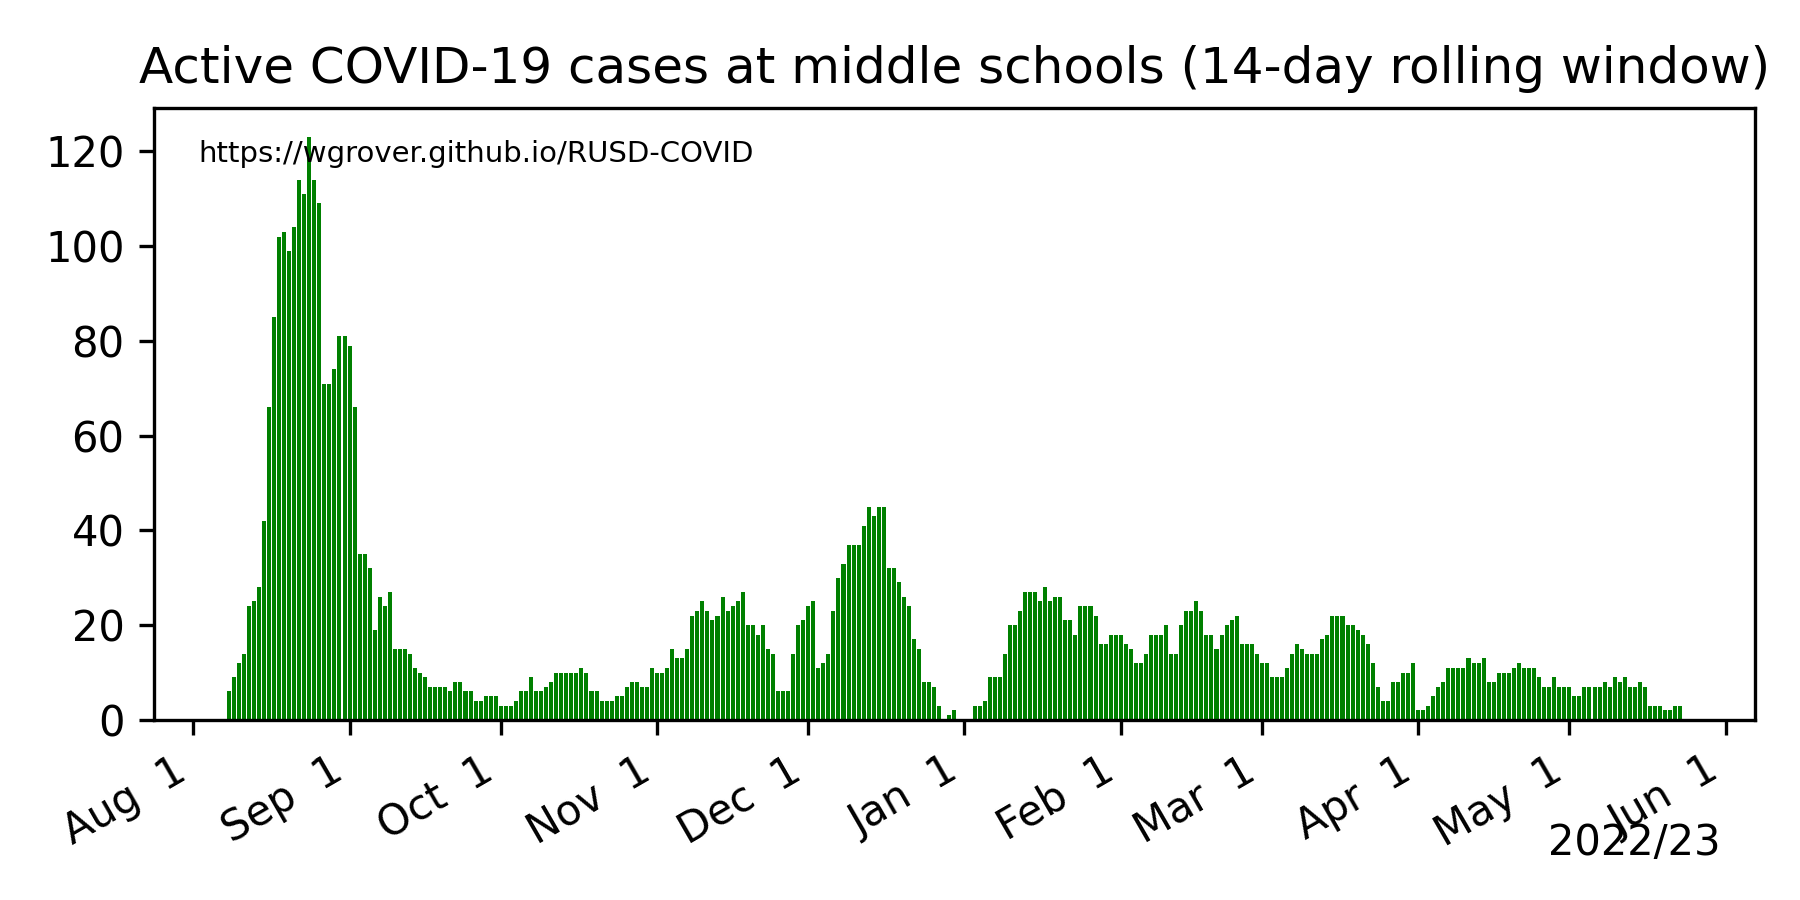 Active COVID-19 cases at middle schools (14-day rolling window)
https://wgrover.github.io/RUSD-COVID
120
100
80
60
40
20
0
Aug 1
Sep 1
Oct 1
Nov 1
Dec 1
Jan 1
Feb 1
Mar 1
Apr 1
May 1
Jun 1
2022/23